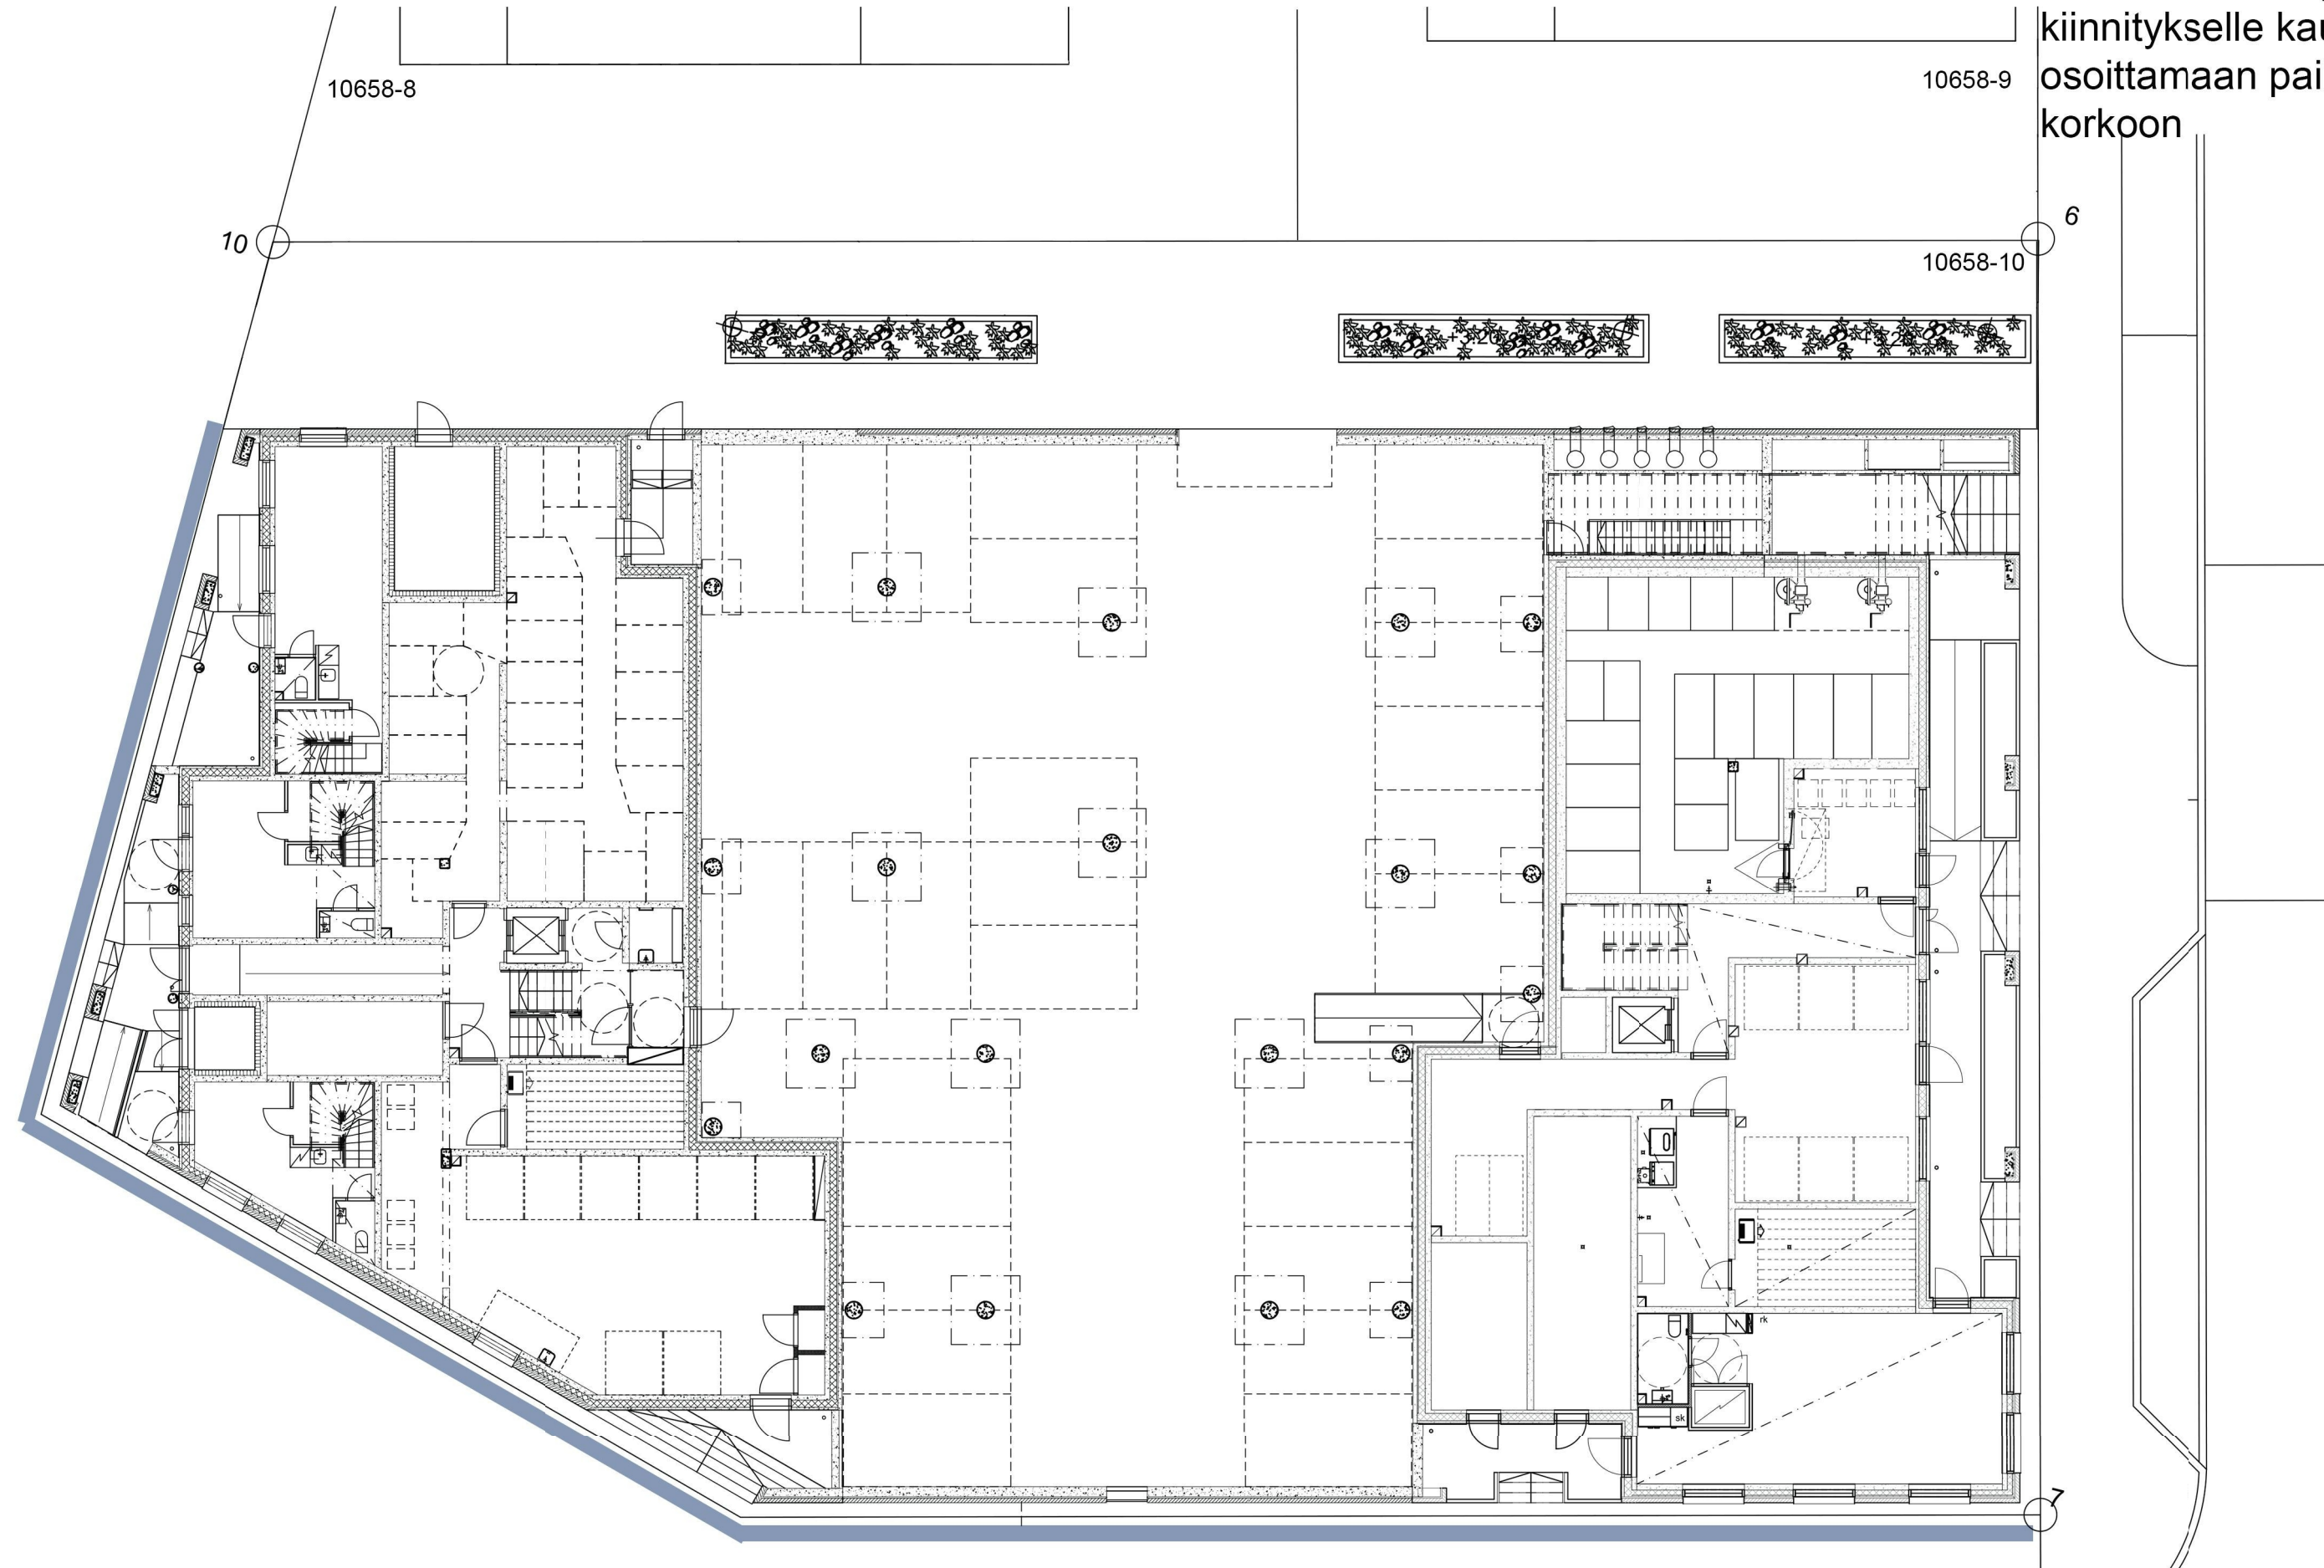 kiinnitykselle kau
osoittamaan pai
korkoon
10658-8
10658-9
10
6
10658-10
rk
sk
7